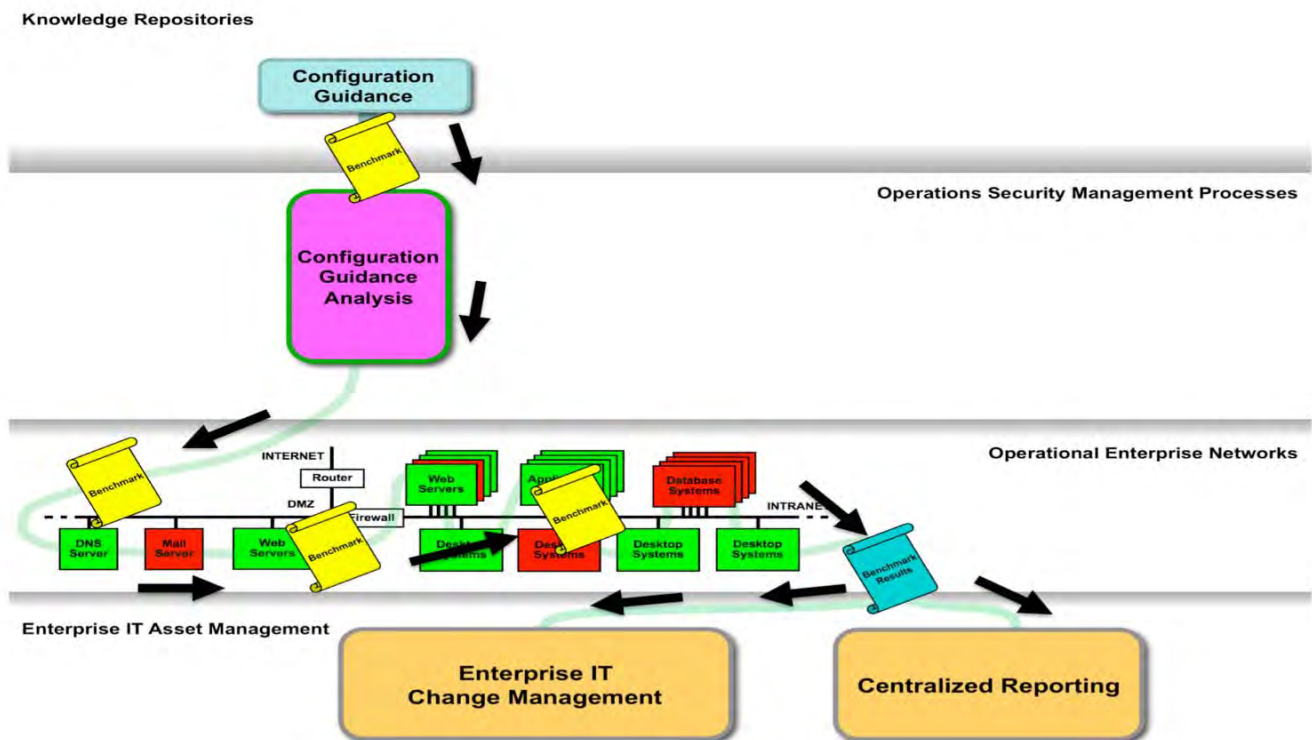 Knowledge Repositories
Configuration
Guidance
Benchmark
Operations Security Management Processes
Configuration
Guidance
Analysis
Operational Enterprise Networks
Benchmark
INTERNET
Router
DMZ
Firewall
Web
Servers
Benchmark
Database
Systems
INTRANE
DNS
Server
Mail
Server
Web
Servers
Benchmark
Desktop
Systems
Desktop
Systems
Desktop
Systems
Benchmark
Results
Enterprise IT Asset Management
Enterprise IT
Change Management
Centralized Reporting